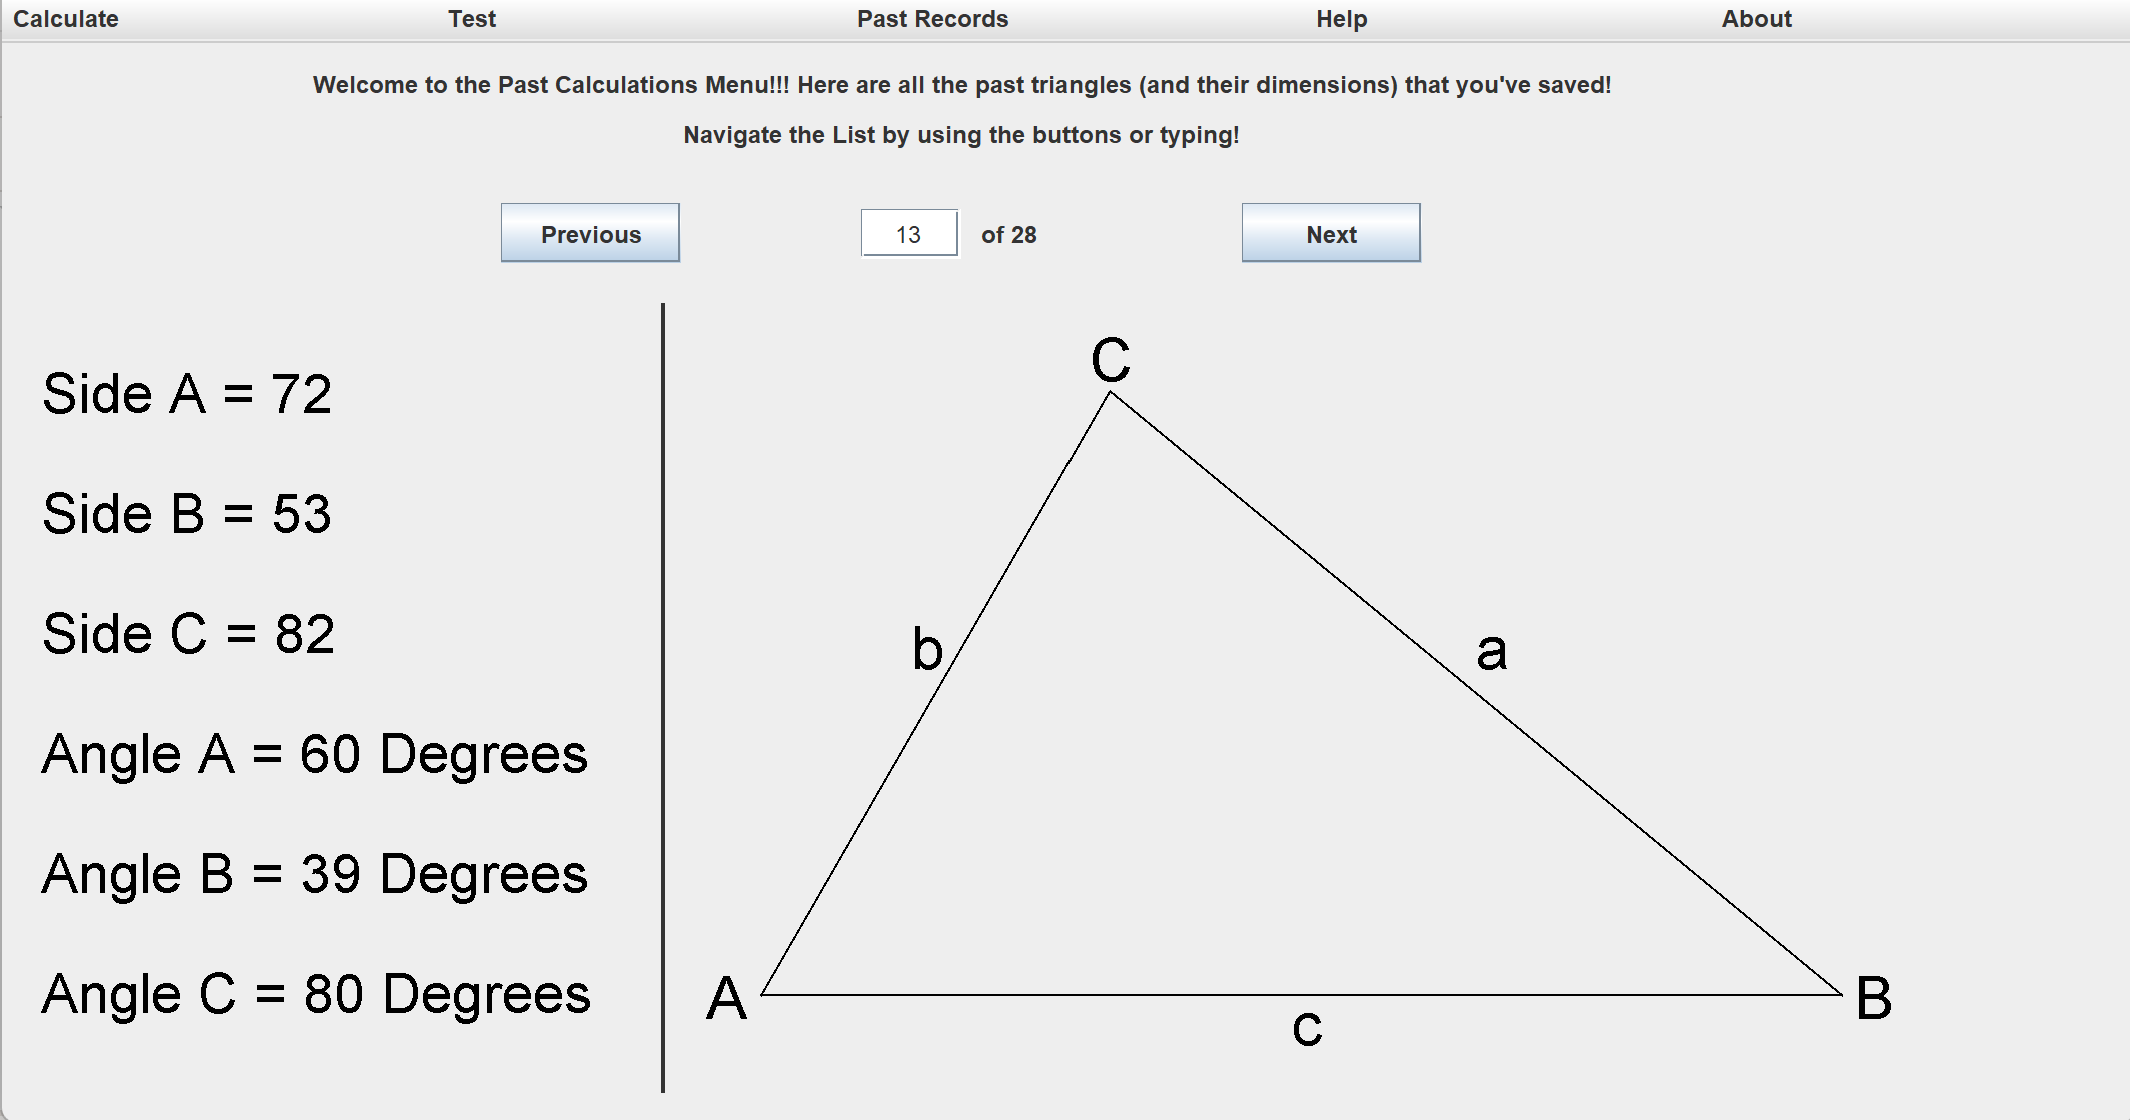 Calculate Test Past Records Help About
Welcome to the Past Calculations Menu!!! Here are all the past triangles (and their dimensions) that you've saved!
Navigate the List by using the buttons or typing!
Previous 13 of 28 Next
Side A = 72
Side B = 53
Side C = 82
Angle A = 60 Degrees
Angle B = 39 Degrees
Angle C = 80 Degrees
C
b a
A B
c